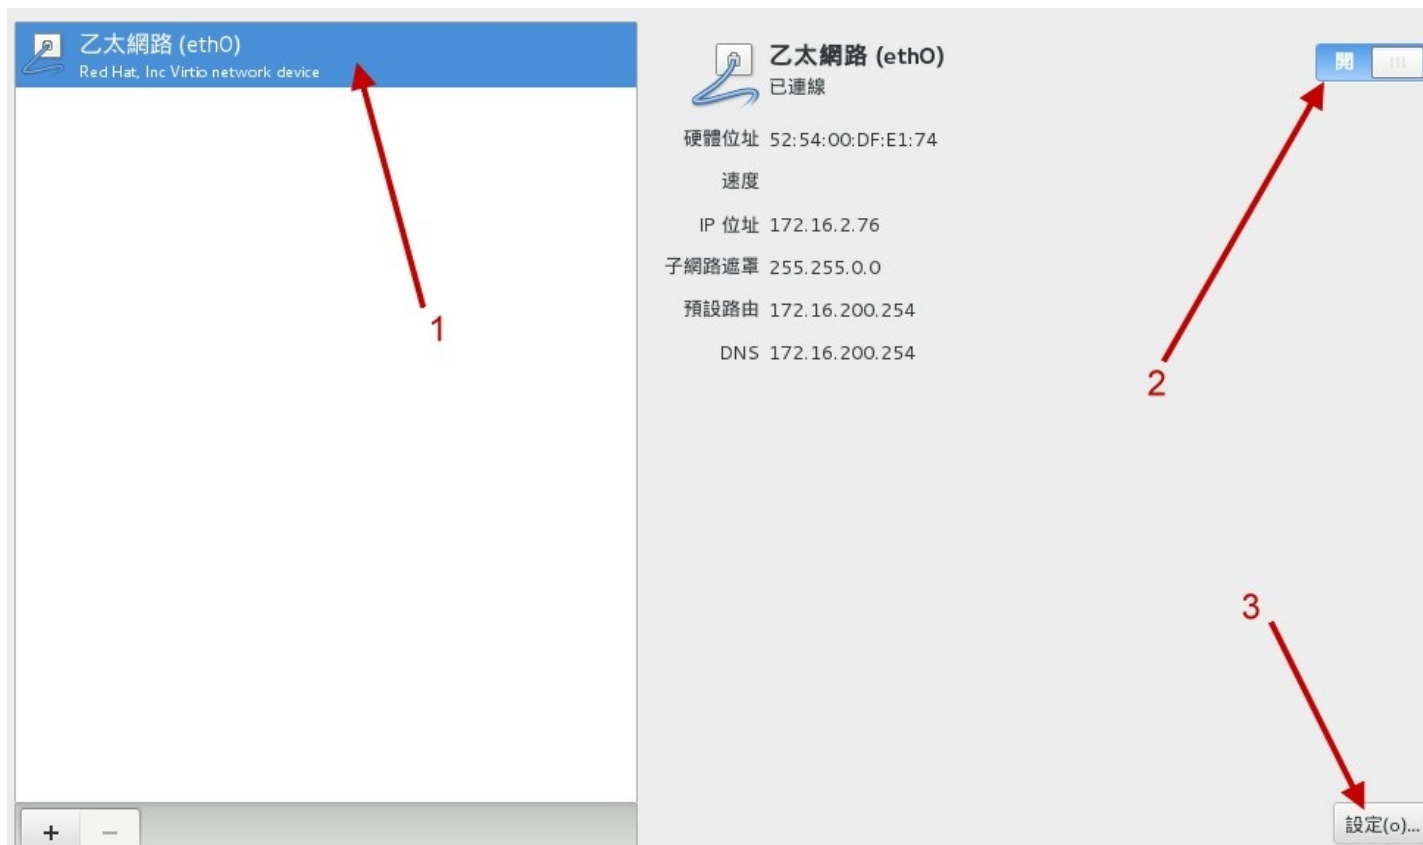 乙太網路 (eth0)
Red Hat, Inc Virtio network device
1
乙太網路 (eth0)
已連線
開
硬體位址 52:54:00:DF:E1:74
速度
IP 位址 172.16.2.76
子網路遮罩 255.255.0.0
預設路由 172.16.200.254
DNS 172.16.200.254
2
3
+ −
設定(o)...